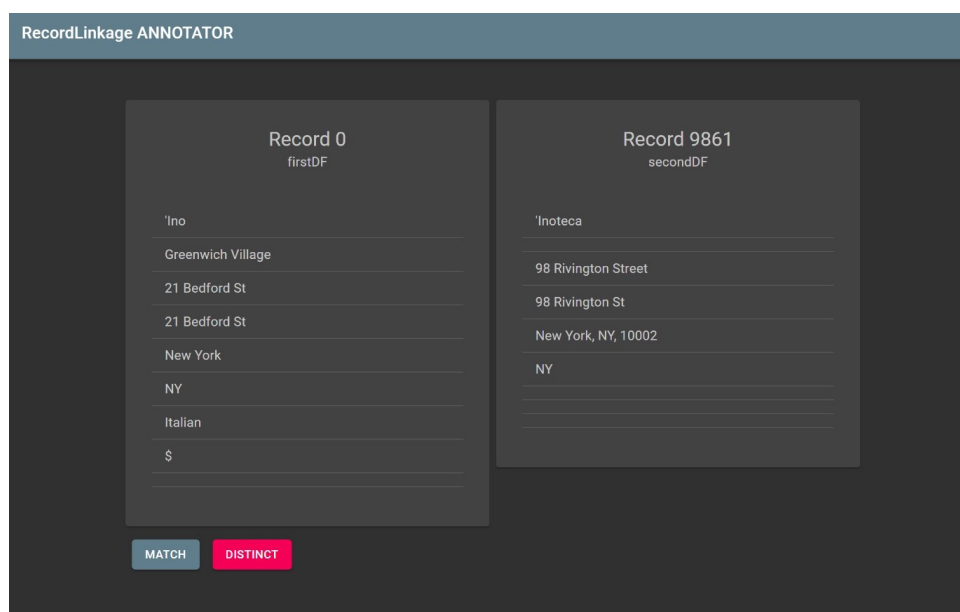 RecordLinkage ANNOTATOR
Record 0
firstDF
'Ino
Greenwich Village
21 Bedford St
21 Bedford St
New York
NY
Italian
$
Record 9861
secondDF
'Inoteca
98 Rivington Street
98 Rivington St
New York, NY, 10002
NY
MATCH
DISTINCT